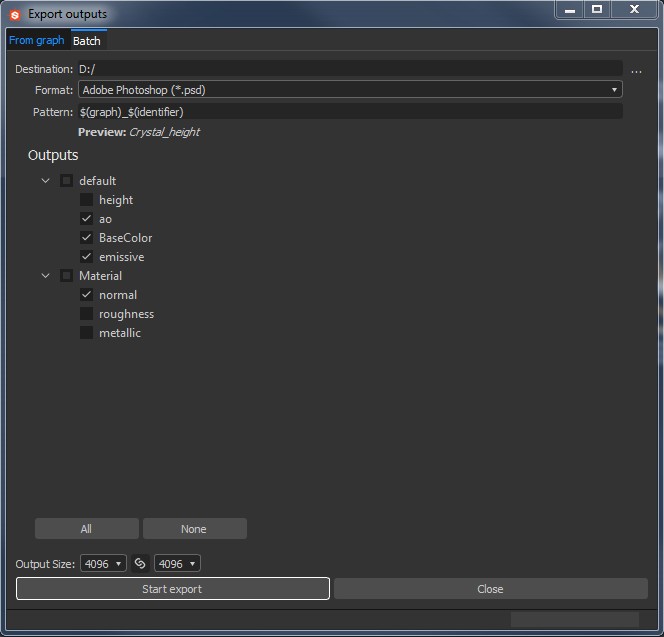 Export outputs
From graph Batch
Destination: D:/ ...
Format: Adobe Photoshop (*.psd)
Pattern: $(graph)_$(identifier)
Preview: Crystal_height
Outputs
default
height
ao
BaseColor
emissive
Material
normal
roughness
metallic
All None
Output Size: 4096 4096
Start export Close